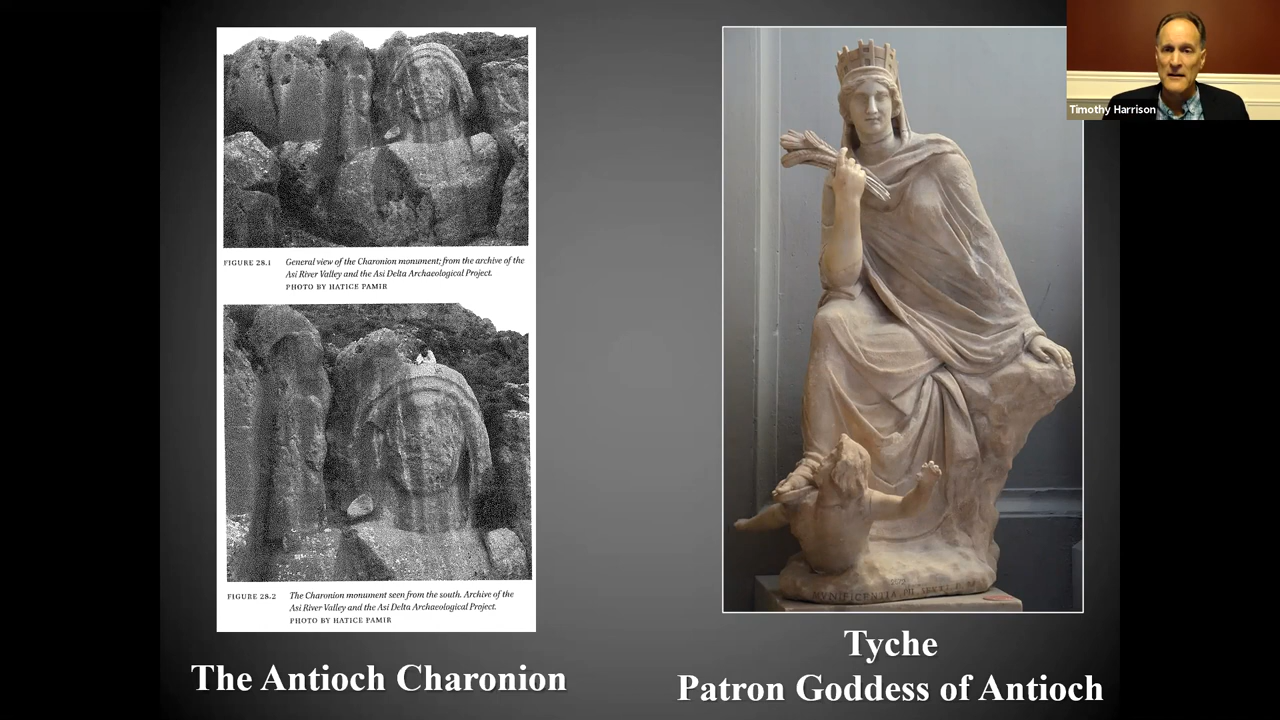 Timothy Harrison
FIGURE 28.1 General view of the Charonion monument; from the archive of the
Asi River Valley and the Asi Delta Archaeological Project.
PHOTO BY HATICE PAMIR
FIGURE 28.2 The Charonion monument seen from the south. Archive of the
Asi River Valley and the Asi Delta Archaeological Project.
PHOTO BY HATICE PAMIR
MVNIFICENTIA
The Antioch Charonion
Tyche
Patron Goddess of Antioch